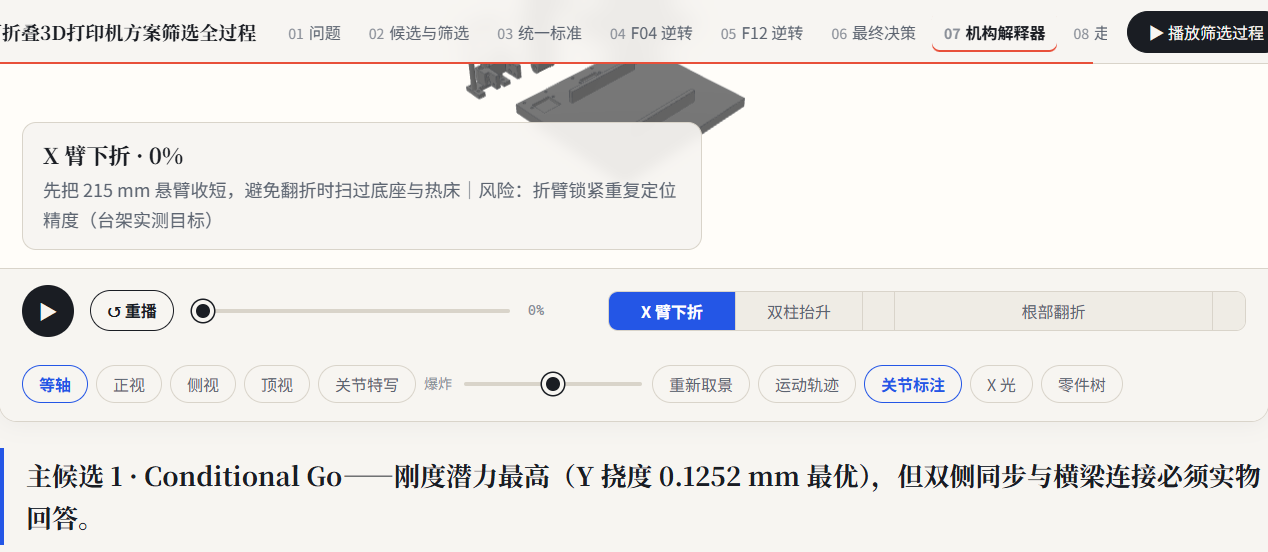 折叠3D打印机方案筛选全过程 01 问题 02 候选与筛选 03 统一标准 04 F04 逆转 05 F12 逆转 06 最终决策 07 机构解释器 08 走 ▶ 播放筛选过程
X 臂下折 · 0%
先把 215 mm 悬臂收短，避免翻折时扫过底座与热床｜风险：折臂锁紧重复定位
精度（台架实测目标）
▶ ↺ 重播 0% X 臂下折 双柱抬升 根部翻折
等轴 正视 侧视 顶视 关节特写 爆炸 重新取景 运动轨迹 关节标注 X 光 零件树
主候选 1 · Conditional Go——刚度潜力最高（Y 挠度 0.1252 mm 最优），但双侧同步与横梁连接必须实物
回答。